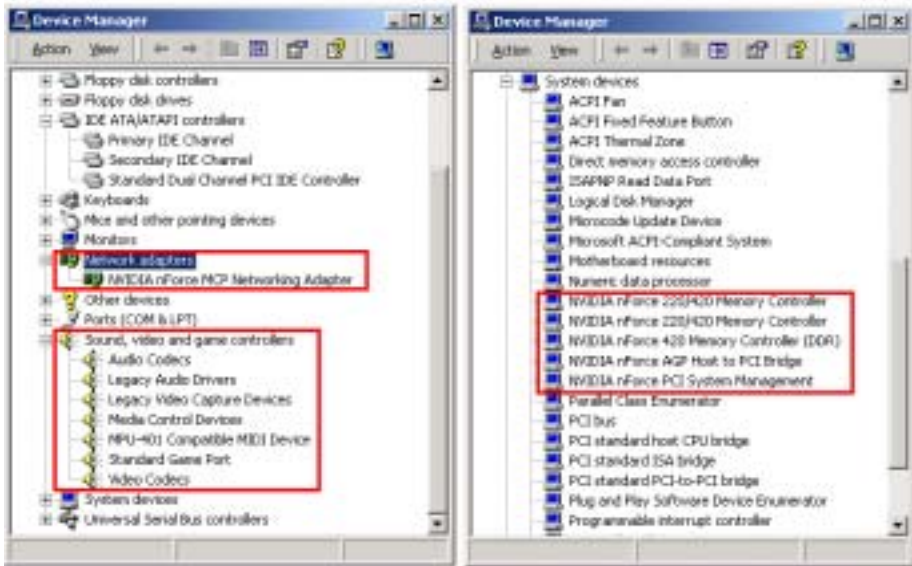 Device Manager
Action View
Floppy disk controllers
Floppy disk drives
IDE ATA/ATAPI controllers
Primary IDE Channel
Secondary IDE Channel
Standard Dual Channel PCI IDE Controller
Keyboards
Mice and other pointing devices
Monitors
Network adapters
NVIDIA nForce MCP Networking Adapter
Other devices
Ports (COM & LPT)
Sound, video and game controllers
Audio Codecs
Legacy Audio Drivers
Legacy Video Capture Devices
Media Control Devices
MPU-401 Compatible MIDI Device
Standard Game Port
Video Codecs
System devices
Universal Serial Bus controllers
Device Manager
Action View
System devices
ACPI Fan
ACPI Fixed Feature Button
ACPI Thermal Zone
Direct memory access controller
ISAPNP Read Data Port
Logical Disk Manager
Microcode Update Device
Microsoft ACPI-Compliant System
Motherboard resources
Numeric data processor
NVIDIA nForce 220/420 Memory Controller
NVIDIA nForce 220/420 Memory Controller
NVIDIA nForce 420 Memory Controller (DDR)
NVIDIA nForce AGP Host to PCI Bridge
NVIDIA nForce PCI System Management
Parallel Class Enumerator
PCI bus
PCI standard host CPU bridge
PCI standard ISA bridge
PCI standard PCI-to-PCI bridge
Plug and Play Software Device Enumerator
Programmable interrupt controller